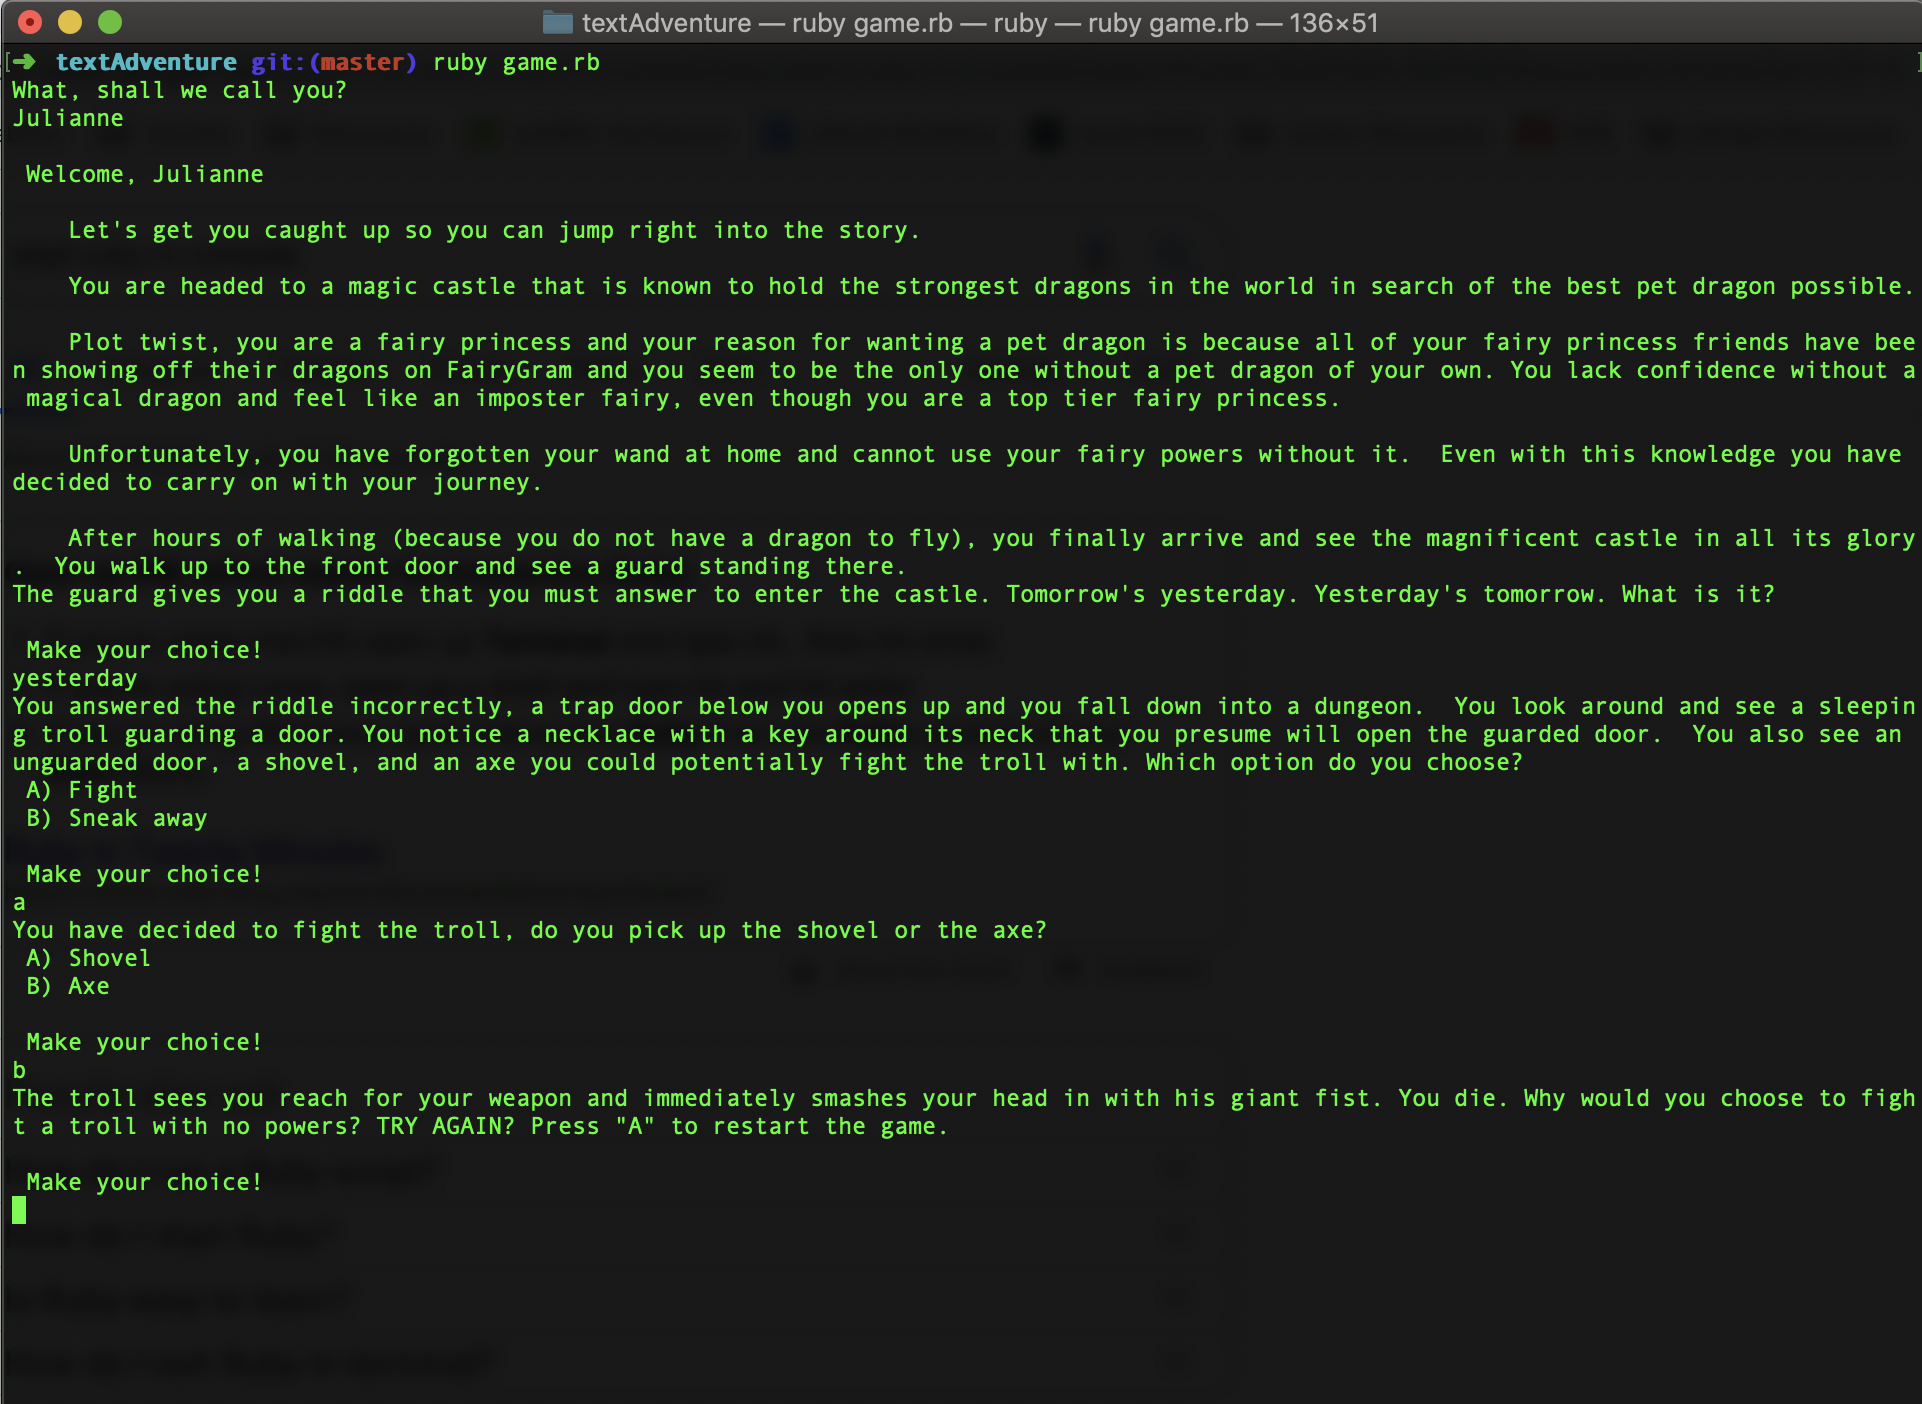 textAdventure — ruby game.rb — ruby — ruby game.rb — 136×51
[➜ textAdventure git:(master) ruby game.rb ]
What, shall we call you?
Julianne
Welcome, Julianne
Let's get you caught up so you can jump right into the story.
You are headed to a magic castle that is known to hold the strongest dragons in the world in search of the best pet dragon possible.
Plot twist, you are a fairy princess and your reason for wanting a pet dragon is because all of your fairy princess friends have bee
n showing off their dragons on FairyGram and you seem to be the only one without a pet dragon of your own. You lack confidence without a
magical dragon and feel like an imposter fairy, even though you are a top tier fairy princess.
Unfortunately, you have forgotten your wand at home and cannot use your fairy powers without it.  Even with this knowledge you have
decided to carry on with your journey.
After hours of walking (because you do not have a dragon to fly), you finally arrive and see the magnificent castle in all its glory
.  You walk up to the front door and see a guard standing there.
The guard gives you a riddle that you must answer to enter the castle. Tomorrow's yesterday. Yesterday's tomorrow. What is it?
Make your choice!
yesterday
You answered the riddle incorrectly, a trap door below you opens up and you fall down into a dungeon.  You look around and see a sleepin
g troll guarding a door. You notice a necklace with a key around its neck that you presume will open the guarded door.  You also see an
unguarded door, a shovel, and an axe you could potentially fight the troll with. Which option do you choose?
A) Fight
B) Sneak away
Make your choice!
a
You have decided to fight the troll, do you pick up the shovel or the axe?
A) Shovel
B) Axe
Make your choice!
b
The troll sees you reach for your weapon and immediately smashes your head in with his giant fist. You die. Why would you choose to figh
t a troll with no powers? TRY AGAIN? Press "A" to restart the game.
Make your choice!